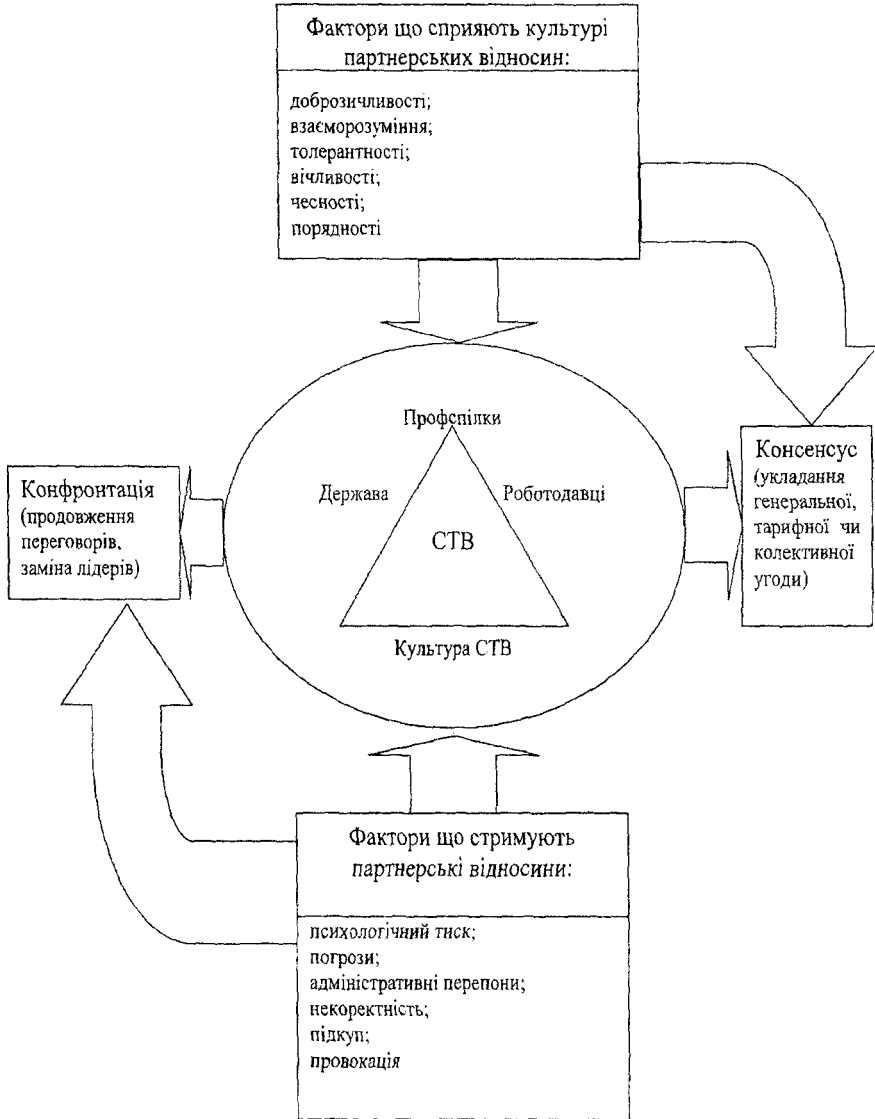 Фактори що сприяють культурі
партнерських відносин:
доброзичливості;
взаєморозуміння;
толерантності;
вічливості;
чесності;
порядності
Профспілки
Держава
Роботодавці
СТВ
Культура СТВ
Конфронтація
(продовження
переговорів,
заміна лідерів)
Консенсус
(укладання
генеральної,
тарифної чи
колективної
угоди)
Фактори що стримують
партнерські відносини:
психологічний тиск;
погрози;
адміністративні перепони;
некоректність;
підкуп;
провокація